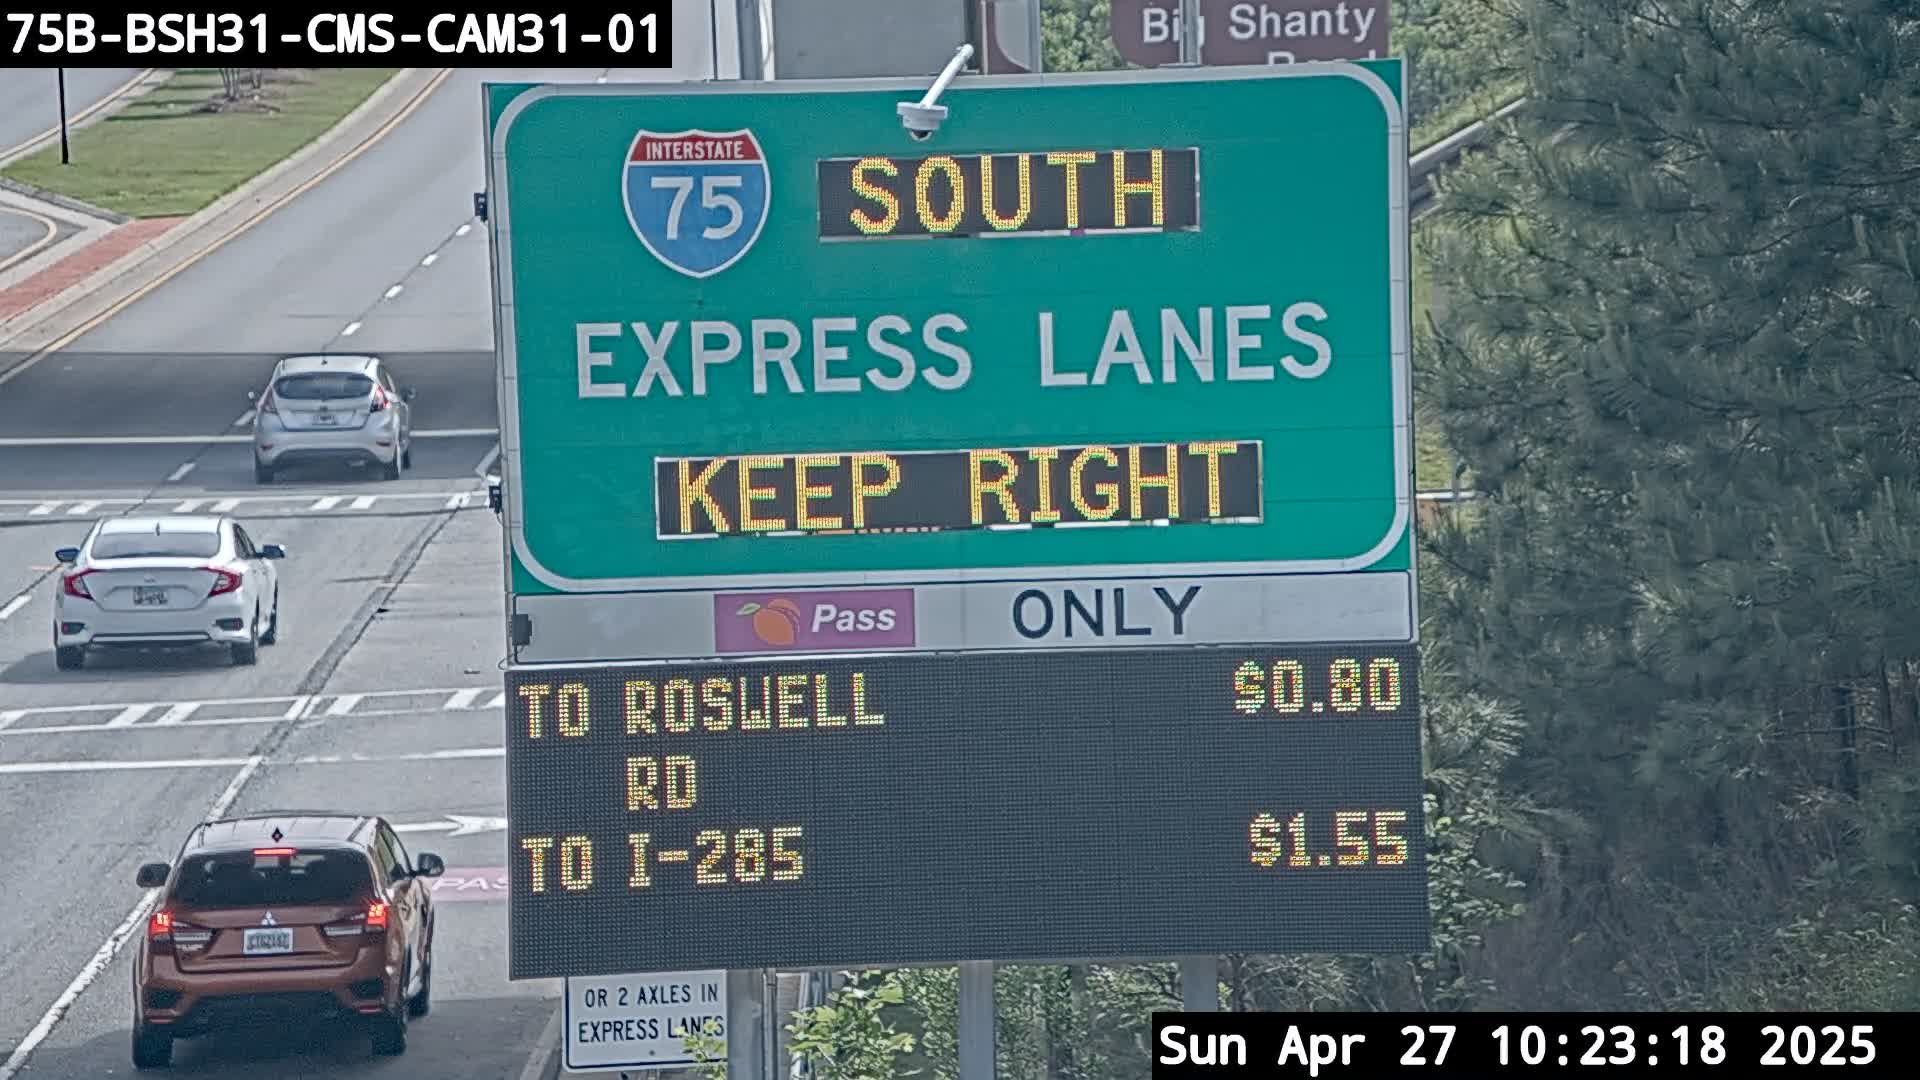 75B-BSH31-CMS-CAM31-01
Big Shanty
Road
INTERSTATE
75
SOUTH
EXPRESS LANES
KEEP RIGHT
Pass ONLY
TO ROSWELL $0.80
RD
TO I-285 $1.55
OR 2 AXLES IN
EXPRESS LANES
Sun Apr 27 10:23:18 2025